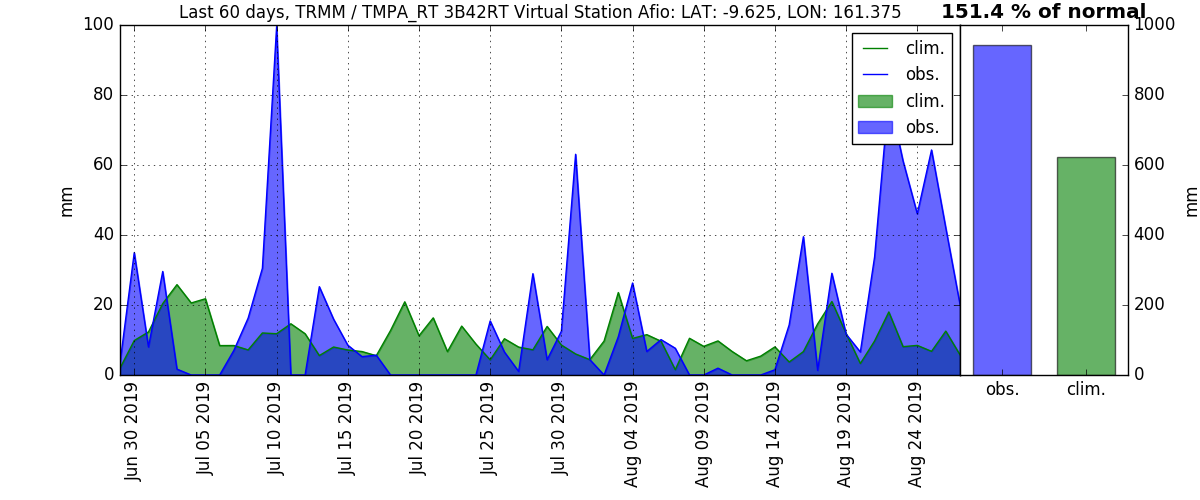 Last 60 days, TRMM / TMPA_RT 3B42RT Virtual Station Afio: LAT: -9.625, LON: 161.375
151.4 % of normal
100
80
60
40
20
0
mm
clim.
obs.
clim.
obs.
Jun 30 2019
Jul 05 2019
Jul 10 2019
Jul 15 2019
Jul 20 2019
Jul 25 2019
Jul 30 2019
Aug 04 2019
Aug 09 2019
Aug 14 2019
Aug 19 2019
Aug 24 2019
1000
800
600
400
200
0
mm
obs.
clim.